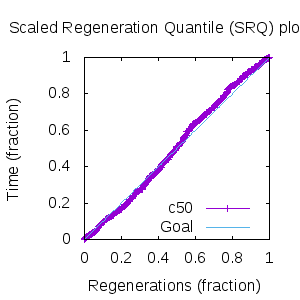 Scaled Regeneration Quantile (SRQ) plo
1
0.8
0.6
0.4
0.2
0
Time (fraction)
c50
Goal
0 0.2 0.4 0.6 0.8 1
Regenerations (fraction)